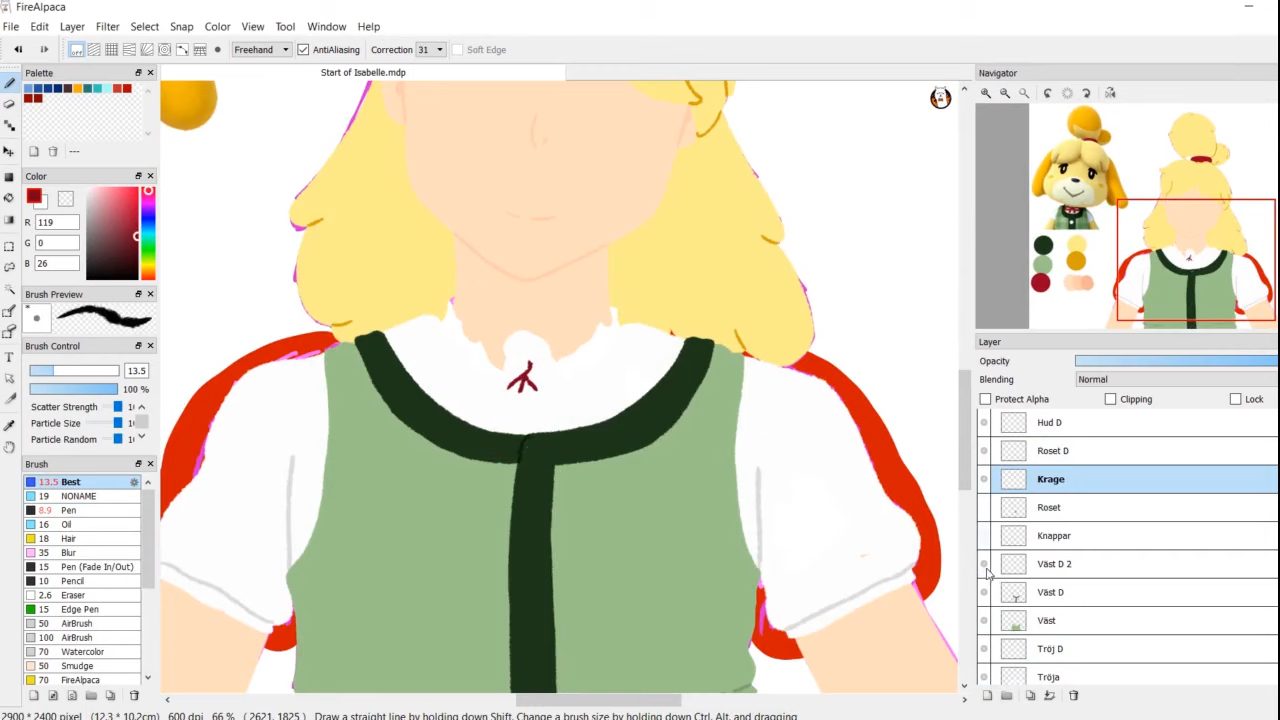 FireAlpaca
File Edit Layer Filter Select Snap Color View Tool Window Help
off Freehand AntiAliasing Correction 31 Soft Edge
Palette
Start of Isabelle.mdp
Navigator
---
Color
R 119
G 0
B 26
Brush Preview
Brush Control
13.5
100 %
Scatter Strength
Particle Size
Particle Random
Brush
13.5 Best
19 NONAME
8.9 Pen
16 Oil
18 Hair
35 Blur
15 Pen (Fade In/Out)
10 Pencil
2.6 Eraser
15 Edge Pen
50 AirBrush
100 AirBrush
70 Watercolor
50 Smudge
70 FireAlpaca
Layer
Opacity
Blending Normal
Protect Alpha Clipping Lock
Hud D
Roset D
Krage
Roset
Knappar
Väst D 2
Väst D
Väst
Tröj D
Tröja
2900 * 2400 pixel (12.3 * 10.2cm) 600 dpi 66 % ( 2621, 1825 ) Draw a straight line by holding down Shift, Change a brush size by holding down Ctrl, Alt, and dragging